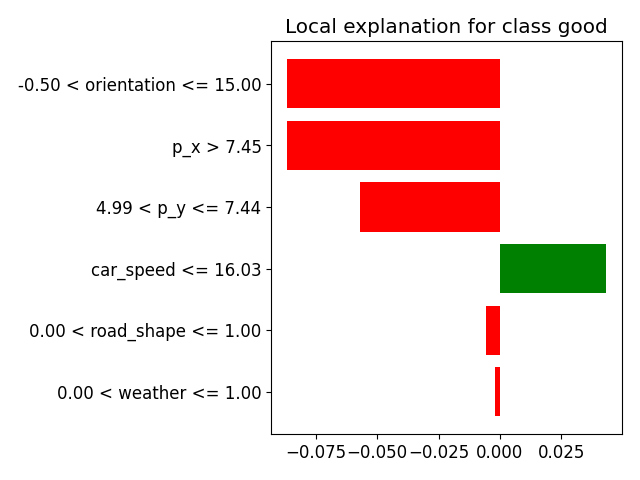 Local explanation for class good
-0.50 < orientation <= 15.00
p_x > 7.45
4.99 < p_y <= 7.44
car_speed <= 16.03
0.00 < road_shape <= 1.00
0.00 < weather <= 1.00
−0.075 −0.050 −0.025 0.000 0.025